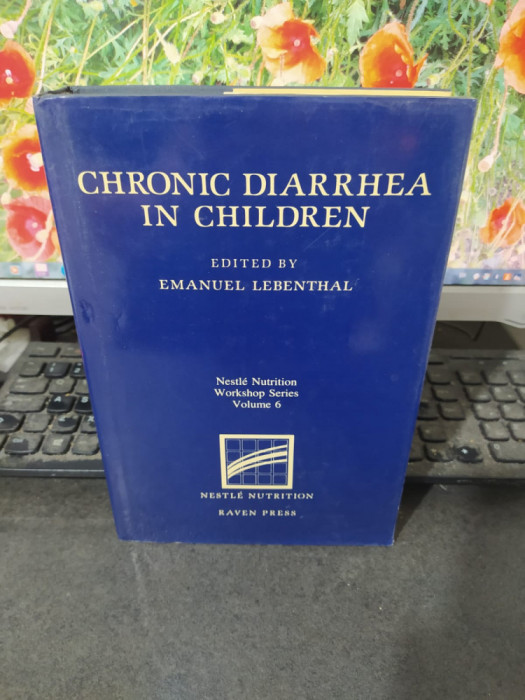 CHRONIC DIARRHEA
IN CHILDREN
EDITED BY
EMANUEL LEBENTHAL
Nestlé Nutrition
Workshop Series
Volume 6
NESTLÉ NUTRITION
RAVEN PRESS